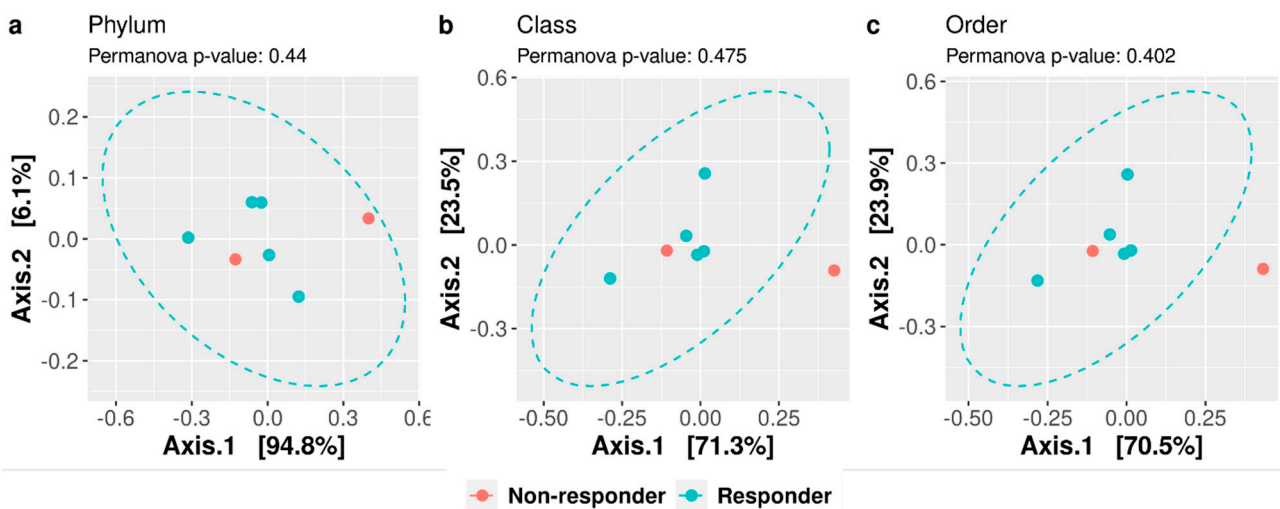 a Phylum
Permanova p-value: 0.44
0.2
0.1
0.0
-0.1
-0.2
Axis.2 [6.1%]
-0.6 -0.3 0.0 0.3 0.6
Axis.1 [94.8%]
b Class
Permanova p-value: 0.475
0.6
0.3
0.0
-0.3
Axis.2 [23.5%]
-0.50 -0.25 0.00 0.25
Axis.1 [71.3%]
c Order
Permanova p-value: 0.402
0.6
0.3
0.0
-0.3
Axis.2 [23.9%]
-0.50 -0.25 0.00 0.25
Axis.1 [70.5%]
Non-responder Responder